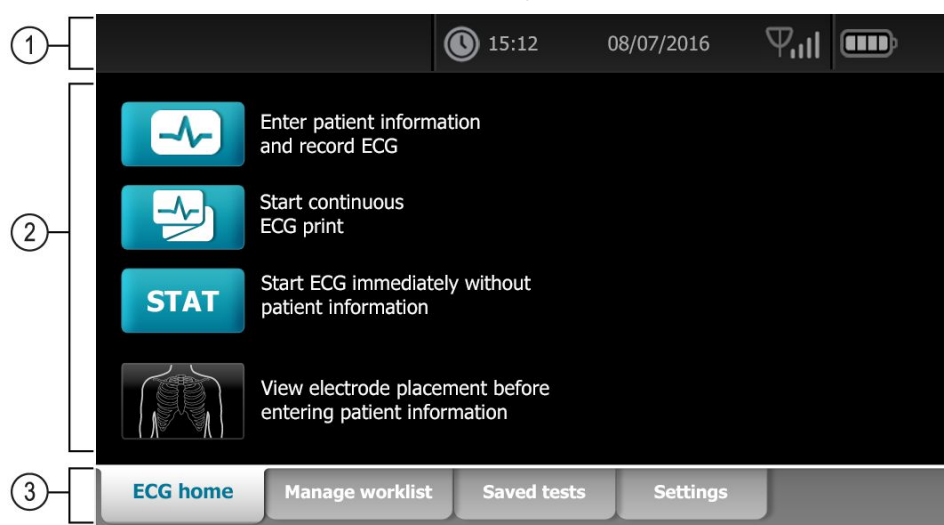 1
15:12
08/07/2016
Enter patient information
and record ECG
2
Start continuous
ECG print
STAT
Start ECG immediately without
patient information
View electrode placement before
entering patient information
3
ECG home
Manage worklist
Saved tests
Settings